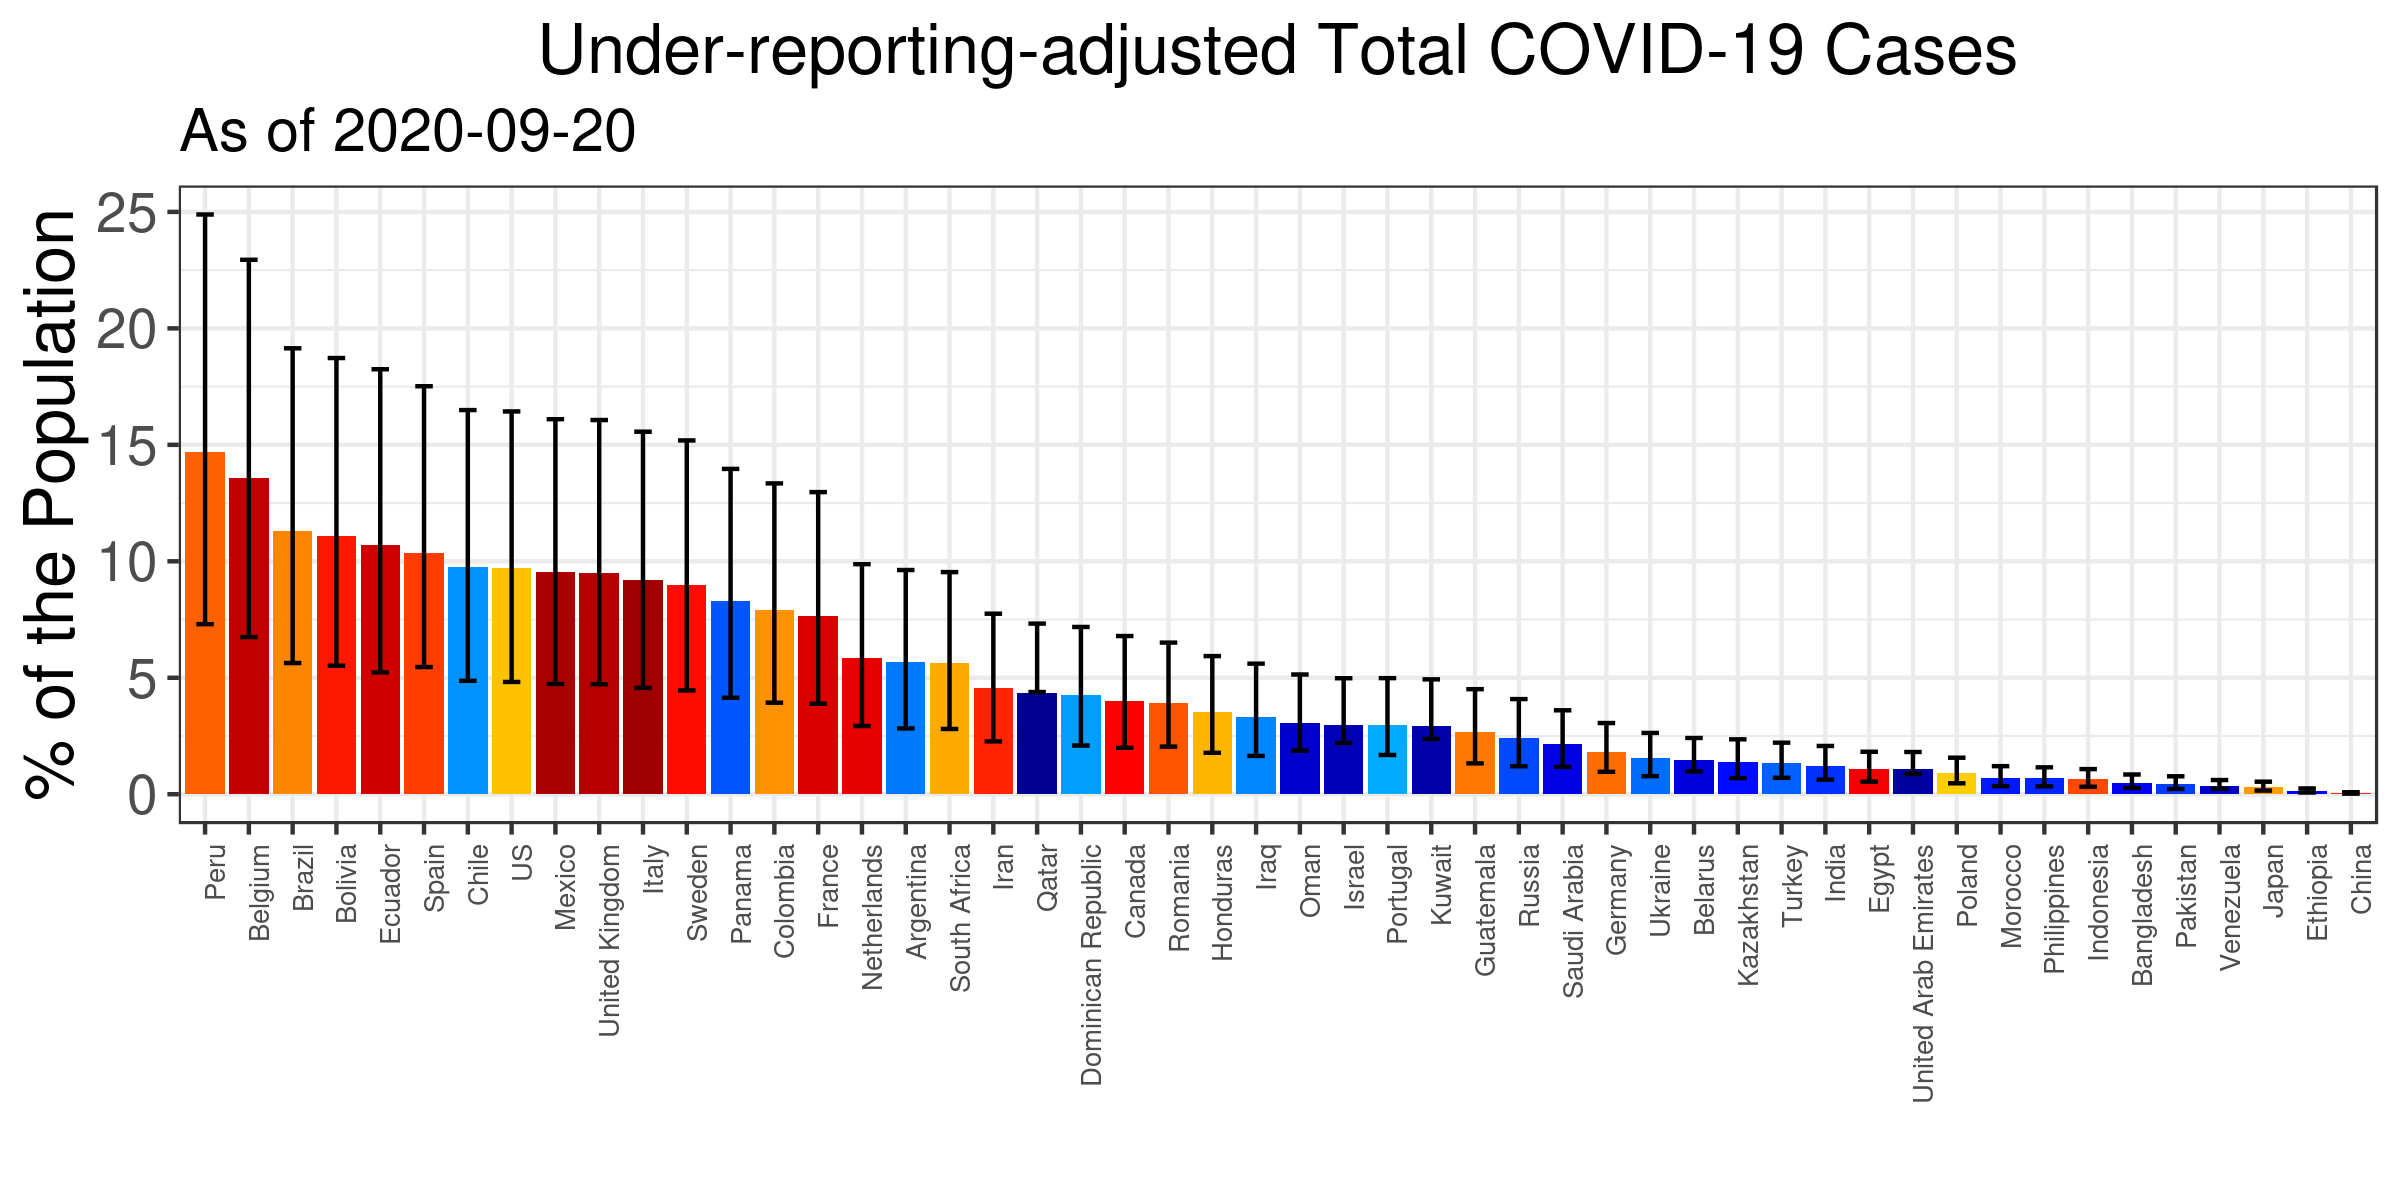 Under-reporting-adjusted Total COVID-19 Cases
As of 2020-09-20
% of the Population
25
20
15
10
5
0
Peru
Belgium
Brazil
Bolivia
Ecuador
Spain
Chile
US
Mexico
United Kingdom
Italy
Sweden
Panama
Colombia
France
Netherlands
Argentina
South Africa
Iran
Qatar
Dominican Republic
Canada
Romania
Honduras
Iraq
Oman
Israel
Portugal
Kuwait
Guatemala
Russia
Saudi Arabia
Germany
Ukraine
Belarus
Kazakhstan
Turkey
India
Egypt
United Arab Emirates
Poland
Morocco
Philippines
Indonesia
Bangladesh
Pakistan
Venezuela
Japan
Ethiopia
China